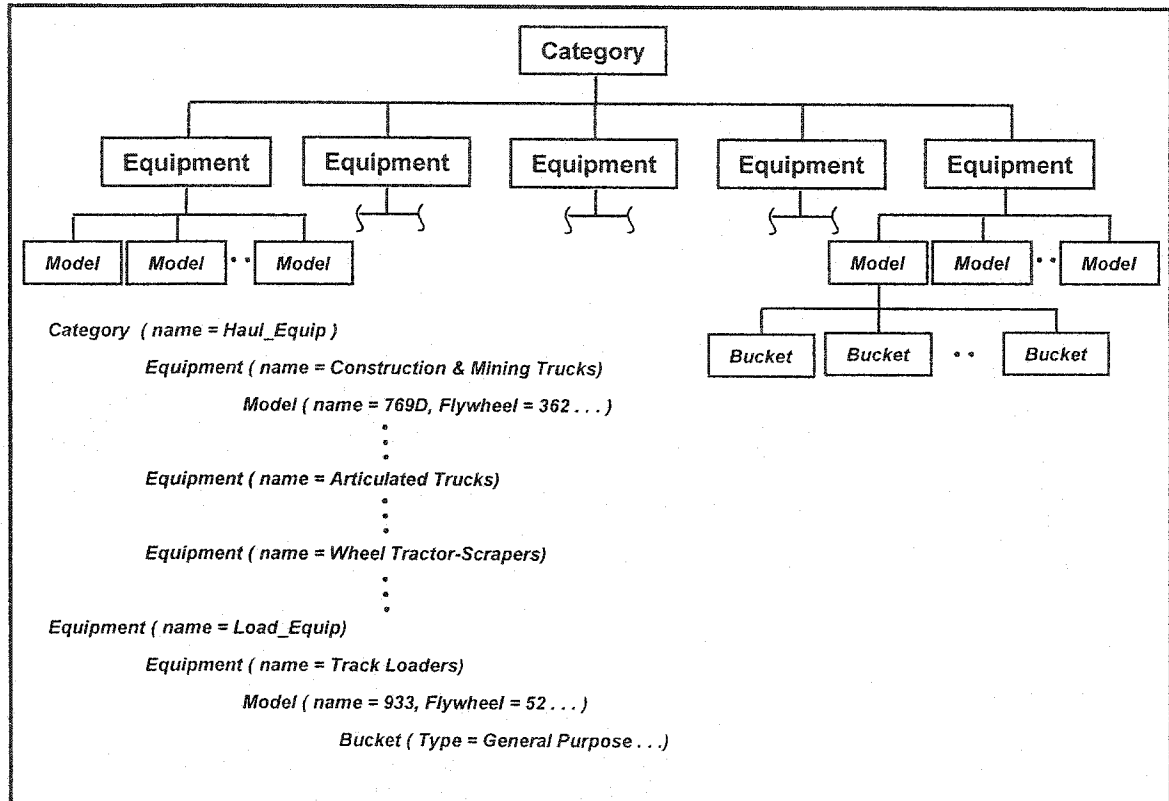 Category
Equipment Equipment Equipment Equipment Equipment
Model Model •• Model Model Model •• Model
Bucket Bucket •• Bucket
Category ( name = Haul_Equip )
Equipment ( name = Construction & Mining Trucks)
Model ( name = 769D, Flywheel = 362 . . . )
Equipment ( name = Articulated Trucks)
Equipment ( name = Wheel Tractor-Scrapers)
Equipment ( name = Load_Equip)
Equipment ( name = Track Loaders)
Model ( name = 933, Flywheel = 52 . . . )
Bucket ( Type = General Purpose . . .)